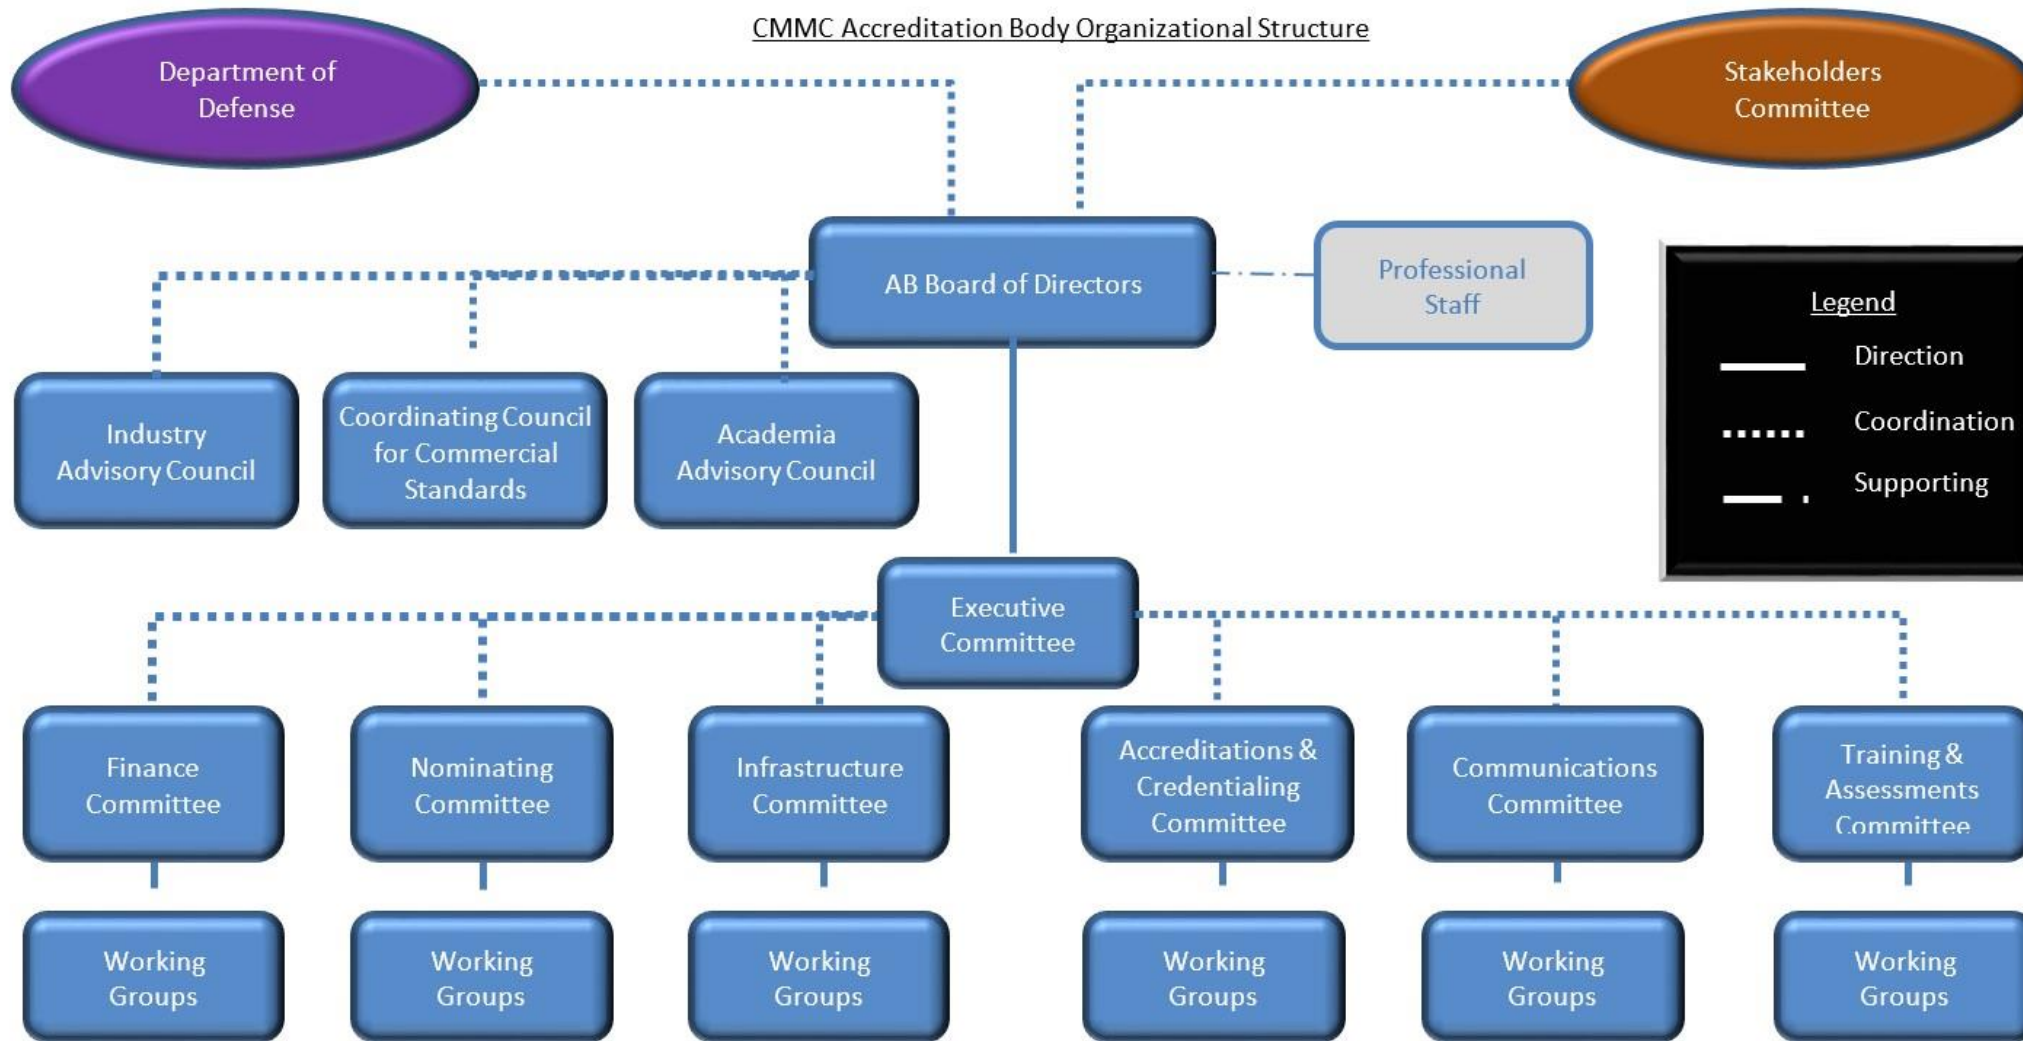 CMMC Accreditation Body Organizational Structure
Department of
Defense
Stakeholders
Committee
AB Board of Directors
Professional
Staff
Legend
Direction
Coordination
Supporting
Industry
Advisory Council
Coordinating Council
for Commercial
Standards
Academia
Advisory Council
Executive
Committee
Finance
Committee
Nominating
Committee
Infrastructure
Committee
Accreditations &
Credentialing
Committee
Communications
Committee
Training &
Assessments
Committee
Working
Groups
Working
Groups
Working
Groups
Working
Groups
Working
Groups
Working
Groups